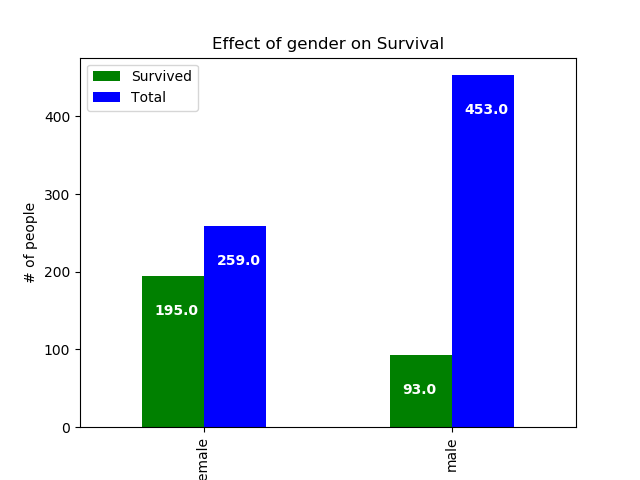 Effect of gender on Survival
Survived
Total
# of people
400
300
200
100
0
195.0
259.0
93.0
453.0
emale
male